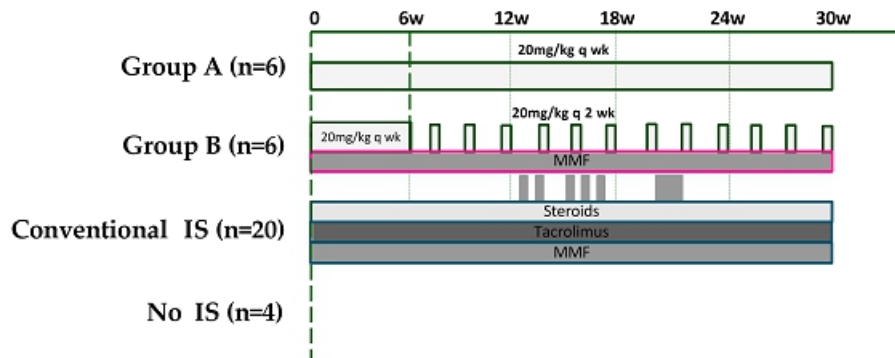 0 6w 12w 18w 24w 30w
20mg/kg q wk
Group A (n=6)
20mg/kg q 2 wk
Group B (n=6) 20mg/kg q wk
MMF
Steroids
Conventional IS (n=20) Tacrolimus
MMF
No IS (n=4)